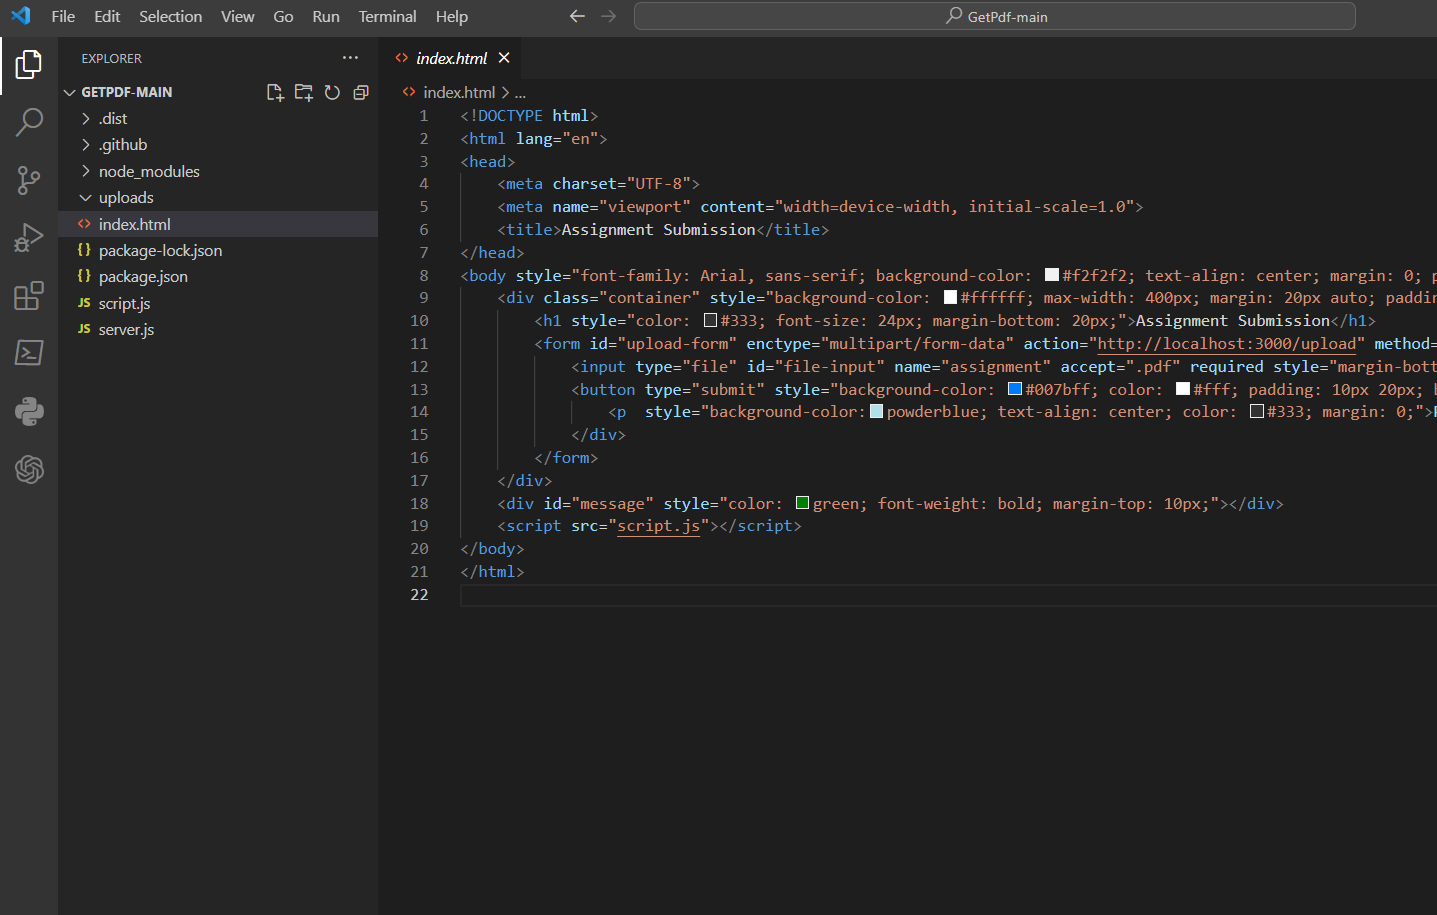 File Edit Selection View Go Run Terminal Help
GetPdf-main
EXPLORER
GETPDF-MAIN
.dist
.github
node_modules
uploads
index.html
{} package-lock.json
{} package.json
JS script.js
JS server.js
<> index.html ×
<> index.html > ...
1 <!DOCTYPE html>
2 <html lang="en">
3 <head>
4 <meta charset="UTF-8">
5 <meta name="viewport" content="width=device-width, initial-scale=1.0">
6 <title>Assignment Submission</title>
7 </head>
8 <body style="font-family: Arial, sans-serif; background-color: #f2f2f2; text-align: center; margin: 0; p
9 <div class="container" style="background-color: #ffffff; max-width: 400px; margin: 20px auto; paddin
10 <h1 style="color: #333; font-size: 24px; margin-bottom: 20px;">Assignment Submission</h1>
11 <form id="upload-form" enctype="multipart/form-data" action="http://localhost:3000/upload" method=
12 <input type="file" id="file-input" name="assignment" accept=".pdf" required style="margin-bott
13 <button type="submit" style="background-color: #007bff; color: #fff; padding: 10px 20px; b
14 <p style="background-color:powderblue; text-align: center; color: #333; margin: 0;">
15 </div>
16 </form>
17 </div>
18 <div id="message" style="color: green; font-weight: bold; margin-top: 10px;"></div>
19 <script src="script.js"></script>
20 </body>
21 </html>
22